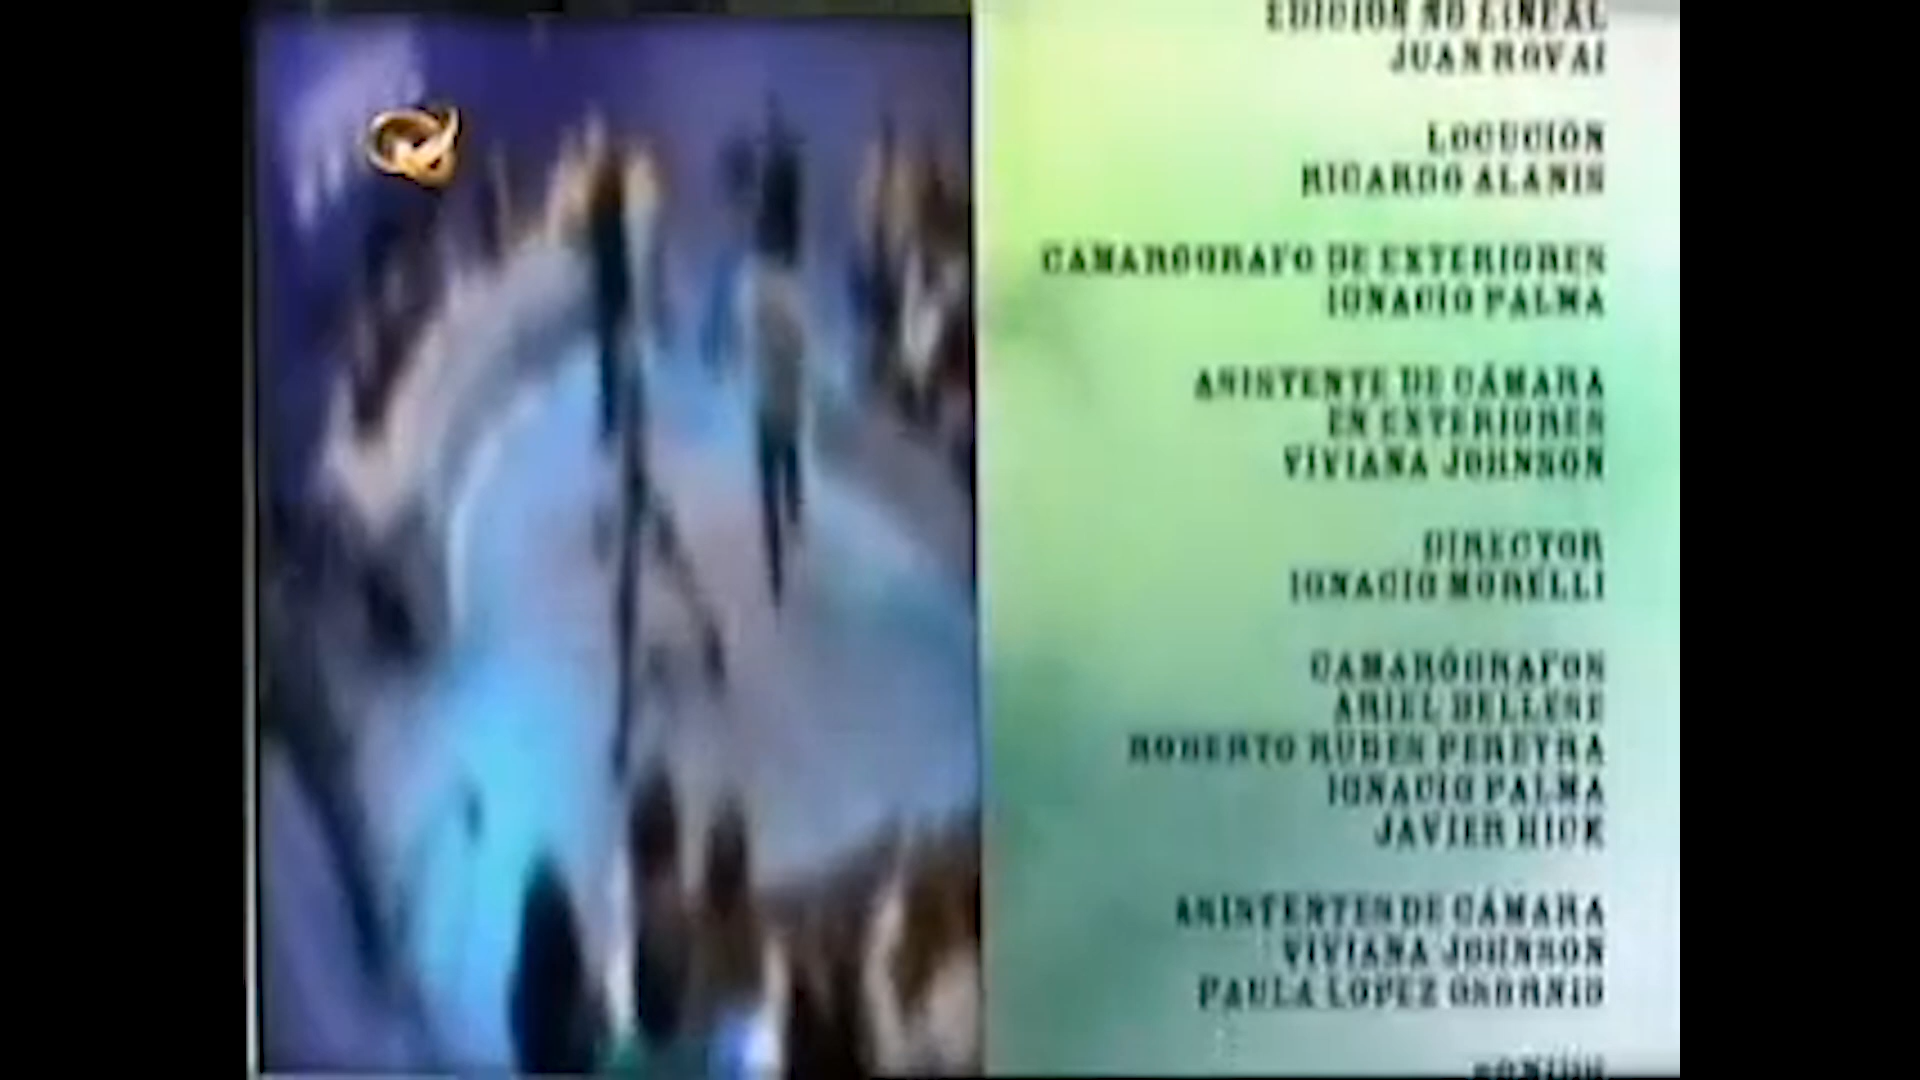 EDICIÓN NO LINEAL
JUAN ROVAI
LOCUCIÓN
RICARDO ALANIS
CAMARÓGRAFO DE EXTERIORES
IGNACIO PALMA
ASISTENTE DE CÁMARA
EN EXTERIORES
VIVIANA JOHNSON
DIRECTOR
IGNACIO MORELLI
CAMARÓGRAFOS
ARIEL BELLESE
ROBERTO RUBEN PEREYRA
IGNACIO PALMA
JAVIER HICK
ASISTENTES DE CÁMARA
VIVIANA JOHNSON
PAULA LOPEZ OSORNIO
SONIDO